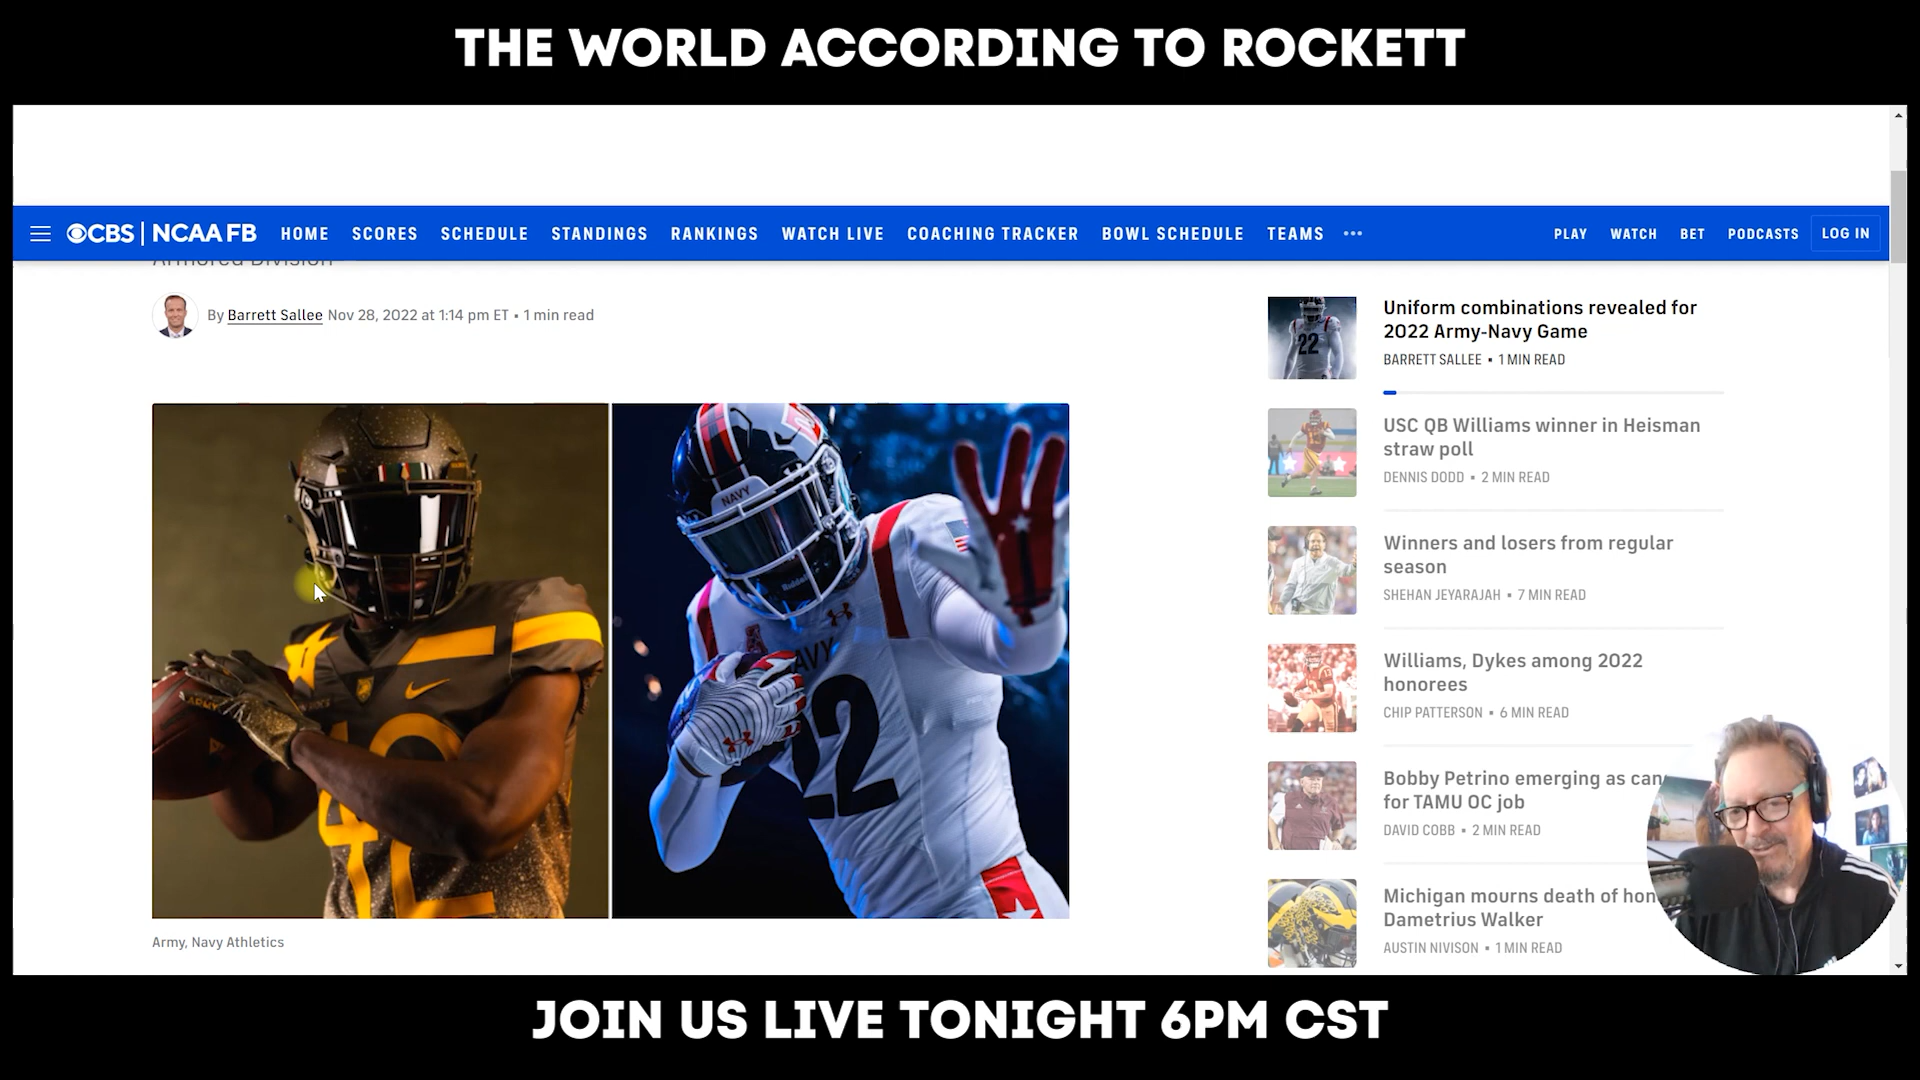 THE WORLD ACCORDING TO ROCKETT
CBS | NCAA FB HOME SCORES SCHEDULE STANDINGS RANKINGS WATCH LIVE COACHING TRACKER BOWL SCHEDULE TEAMS ••• PLAY WATCH BET PODCASTS LOG IN
Armored Division
By Barrett Sallee Nov 28, 2022 at 1:14 pm ET • 1 min read
NAVY
Riddell
ARMY
NAVY
22
Army, Navy Athletics
22
Uniform combinations revealed for
2022 Army-Navy Game
BARRETT SALLEE • 1 MIN READ
USC QB Williams winner in Heisman
straw poll
DENNIS DODD • 2 MIN READ
Winners and losers from regular
season
SHEHAN JEYARAJAH • 7 MIN READ
Williams, Dykes among 2022
honorees
CHIP PATTERSON • 6 MIN READ
Bobby Petrino emerging as can
for TAMU OC job
DAVID COBB • 2 MIN READ
Michigan mourns death of hon
Dametrius Walker
AUSTIN NIVISON • 1 MIN READ
JOIN US LIVE TONIGHT 6PM CST